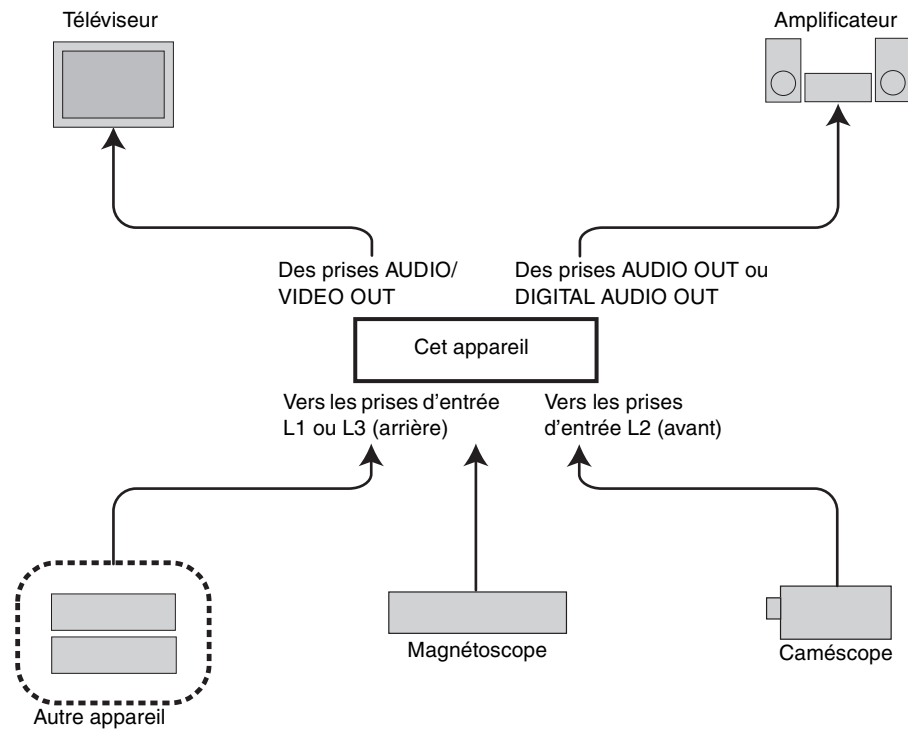 Téléviseur
Amplificateur
Des prises AUDIO/
VIDEO OUT
Des prises AUDIO OUT ou
DIGITAL AUDIO OUT
Cet appareil
Vers les prises d'entrée
L1 ou L3 (arrière)
Vers les prises
d'entrée L2 (avant)
Magnétoscope
Caméscope
Autre appareil